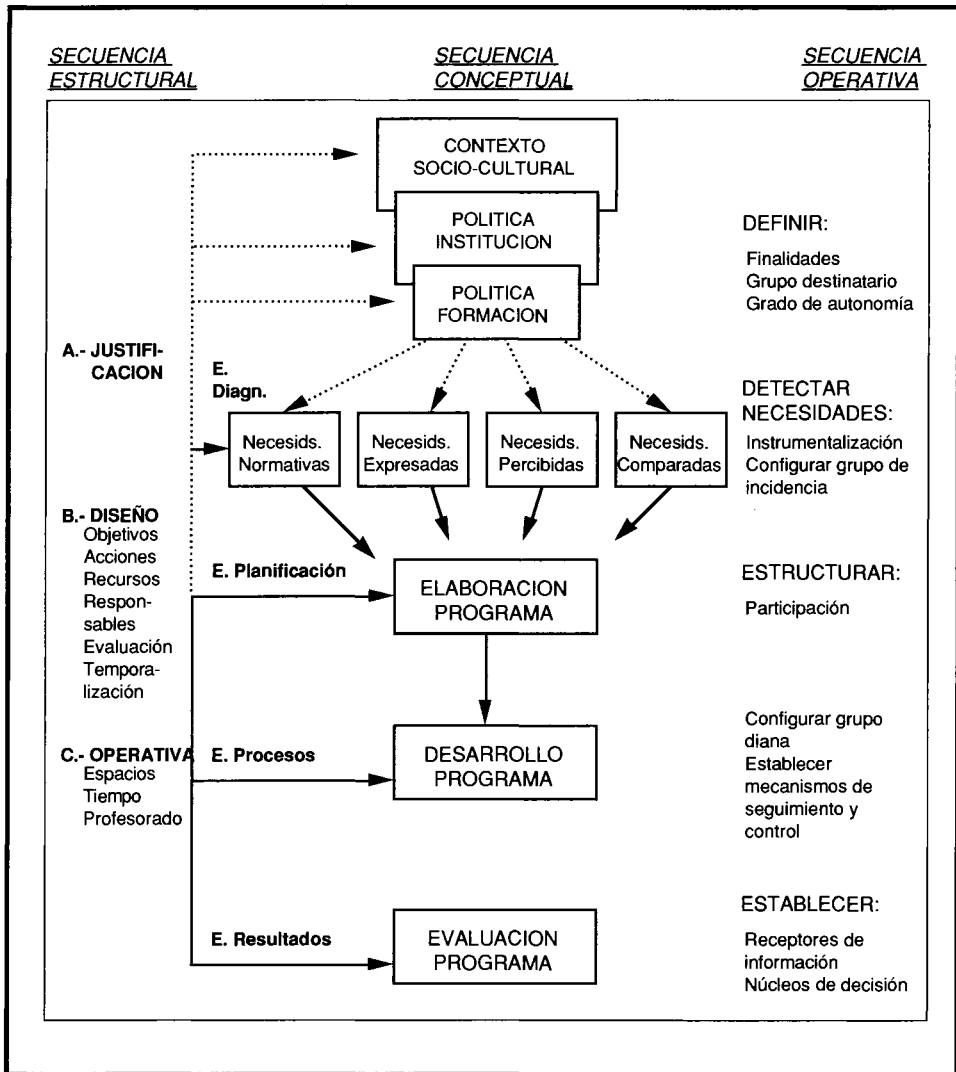 SECUENCIA
ESTRUCTURAL
SECUENCIA
CONCEPTUAL
SECUENCIA
OPERATIVA
CONTEXTO
SOCIO-CULTURAL
POLITICA
INSTITUCION
POLITICA
FORMACION
DEFINIR:
Finalidades
Grupo destinatario
Grado de autonomía
A.- JUSTIFI-
CACION
E.
Diagn.
Necesids.
Normativas
Necesids.
Expresadas
Necesids.
Percibidas
Necesids.
Comparadas
DETECTAR
NECESIDADES:
Instrumentalización
Configurar grupo de
incidencia
B.- DISEÑO
Objetivos
Acciones
Recursos
Respon-
sables
Evaluación
Tempora-
lización
E. Planificación
ELABORACION
PROGRAMA
ESTRUCTURAR:
Participación
C.- OPERATIVA
Espacios
Tiempo
Profesorado
E. Procesos
DESARROLLO
PROGRAMA
Configurar grupo
diana
Establecer
mecanismos de
seguimiento y
control
E. Resultados
EVALUACION
PROGRAMA
ESTABLECER:
Receptores de
información
Núcleos de decisión